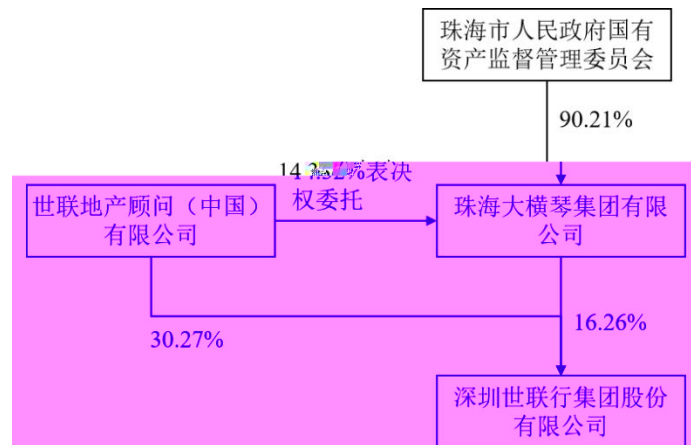 珠海市人民政府国有
资产监督管理委员会
90.21%
表决
权委托
世联地产顾问（中国）
有限公司
珠海大横琴集团有限
公司
30.27%
16.26%
深圳世联行集团股份
有限公司